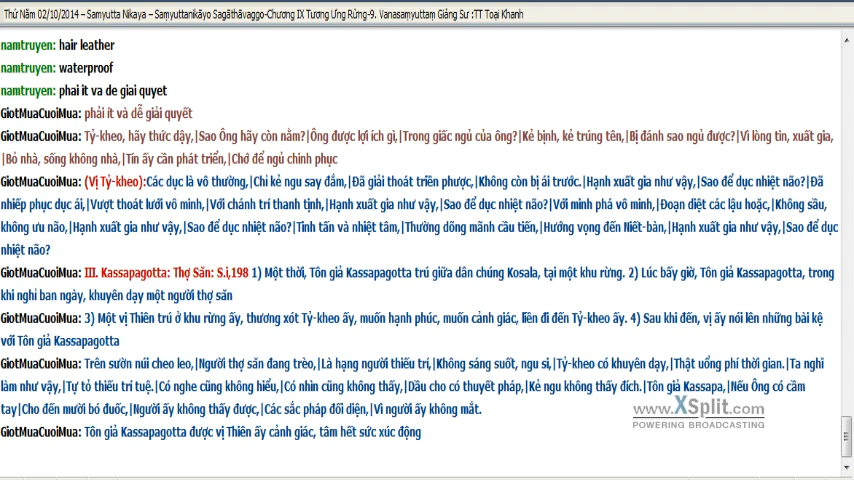 Thứ Năm 02/10/2014 – Samyutta Nikaya – Saṃyuttanikāyo Sagāthāvaggo-Chương IX Tương Ưng Rừng-9. Vanasaṃyuttaṃ Giảng Sư :TT Toại Khanh
namtruyen: hair leather
namtruyen: waterproof
namtruyen: phai it va de giai quyet
GiotMuaCuoiMua: phải ít và dễ giải quyết
GiotMuaCuoiMua: Tỷ-kheo, hãy thức dậy,|Sao Ông hãy còn nằm?|Ông được lợi ích gì,|Trong giấc ngủ của ông?|Kẻ bịnh, kẻ trúng tên,|Bị đánh sao ngủ được?|Vì lòng tin, xuất gia,
|Bỏ nhà, sống không nhà,|Tín ấy cần phát triển,|Chớ để ngủ chinh phục
GiotMuaCuoiMua: (Vị Tỷ-kheo):Các dục là vô thường,|Chỉ kẻ ngu say đắm,|Đã giải thoát triền phược,|Không còn bị ái trước.|Hạnh xuất gia như vậy,|Sao để dục nhiệt não?|Đã
nhiếp phục dục ái,|Vượt thoát lưới vô minh,|Với chánh trí thanh tịnh,|Hạnh xuất gia như vậy,|Sao để dục nhiệt não?|Với minh phá vô minh,|Đoạn diệt các lậu hoặc,|Không sầu,
không ưu não,|Hạnh xuất gia như vậy,|Sao để dục nhiệt não?|Tinh tấn và nhiệt tâm,|Thường dõng mãnh cầu tiến,|Hướng vọng đến Niết-bàn,|Hạnh xuất gia như vậy,|Sao để dục
nhiệt não?
GiotMuaCuoiMua: III. Kassapagotta: Thợ Săn: S.i,198 1) Một thời, Tôn giả Kassapagotta trú giữa dân chúng Kosala, tại một khu rừng. 2) Lúc bấy giờ, Tôn giả Kassapagotta, trong
khi nghỉ ban ngày, khuyên dạy một người thợ săn
GiotMuaCuoiMua: 3) Một vị Thiên trú ở khu rừng ấy, thương xót Tỷ-kheo ấy, muốn hạnh phúc, muốn cảnh giác, liền đi đến Tỷ-kheo ấy. 4) Sau khi đến, vị ấy nói lên những bài kệ
với Tôn giả Kassapagotta
GiotMuaCuoiMua: Trên sườn núi cheo leo,|Người thợ săn đang trèo,|Là hạng người thiếu trí,|Không sáng suốt, ngu si,|Tỷ-kheo có khuyên dạy,|Thật uổng phí thời gian.|Ta nghĩ
làm như vậy,|Tự tỏ thiếu trí tuệ.|Có nghe cũng không hiểu,|Có nhìn cũng không thấy,|Dầu cho có thuyết pháp,|Kẻ ngu không thấy đích.|Tôn giả Kassapa,|Nếu Ông có cầm
tay|Cho đến mười bó đuốc,|Người ấy không thấy được,|Các sắc pháp đối diện,|Vì người ấy không mắt.
GiotMuaCuoiMua: Tôn giả Kassapagotta được vị Thiên ấy cảnh giác, tâm hết sức xúc động
www.XSplit.com
POWERING BROADCASTING